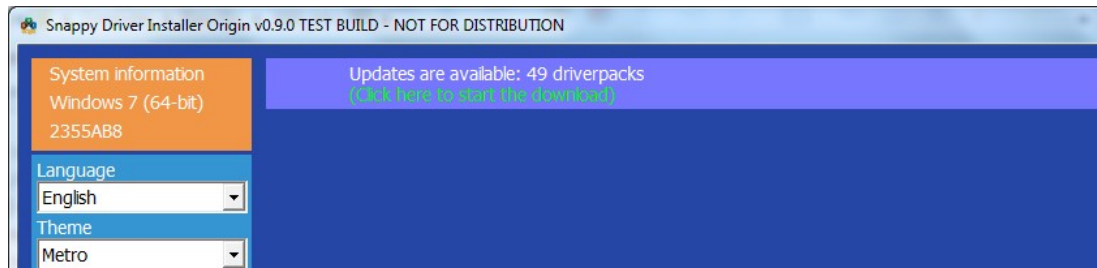 Snappy Driver Installer Origin v0.9.0 TEST BUILD - NOT FOR DISTRIBUTION
System information
Windows 7 (64-bit)
2355AB8
Updates are available: 49 driverpacks
(Click here to start the download)
Language
English
Theme
Metro